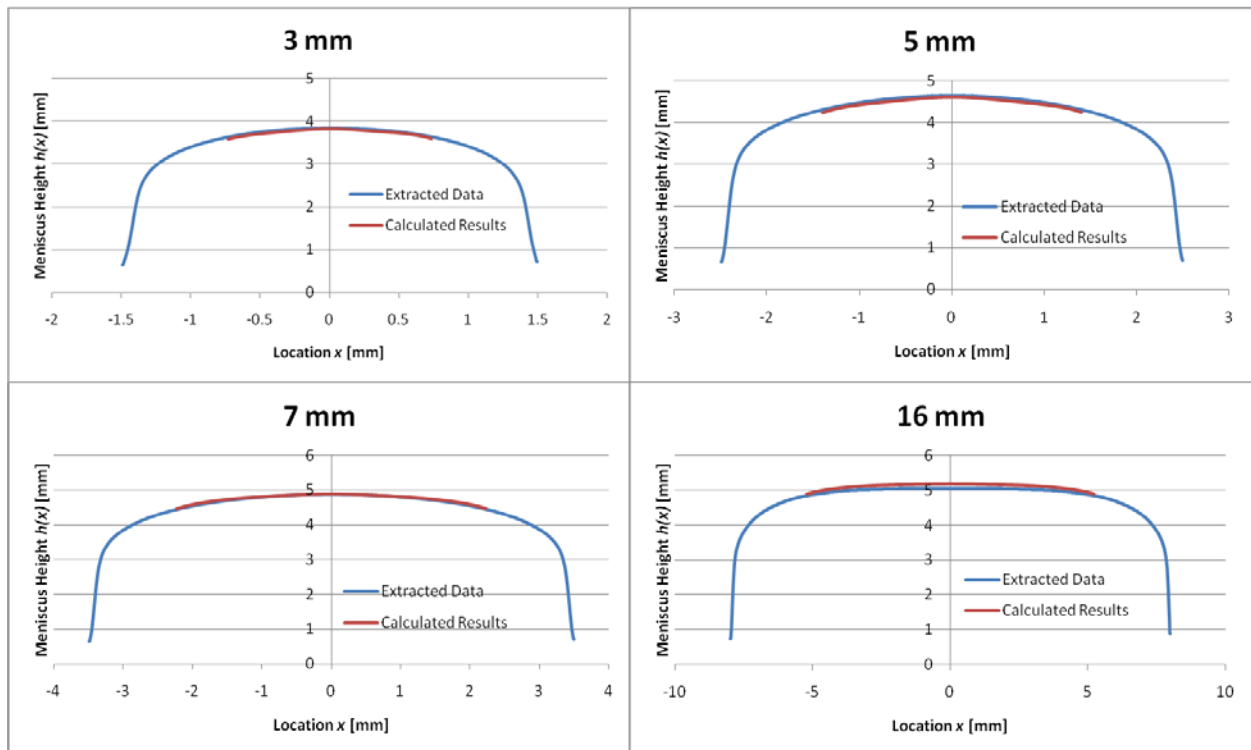 3 mm
Meniscus Height h(x) [mm]
5
4
3
2
1
0
-2 -1.5 -1 -0.5 0 0.5 1 1.5 2
Location x [mm]
Extracted Data
Calculated Results
5 mm
Meniscus Height h(x) [mm]
5
4
3
2
1
0
-3 -2 -1 0 1 2 3
Location x [mm]
Extracted Data
Calculated Results
7 mm
Meniscus Height h(x) [mm]
6
5
4
3
2
1
0
-4 -3 -2 -1 0 1 2 3 4
Location x [mm]
Extracted Data
Calculated Results
16 mm
Meniscus Height h(x) [mm]
6
5
4
3
2
1
0
-10 -5 0 5 10
Location x [mm]
Extracted Data
Calculated Results